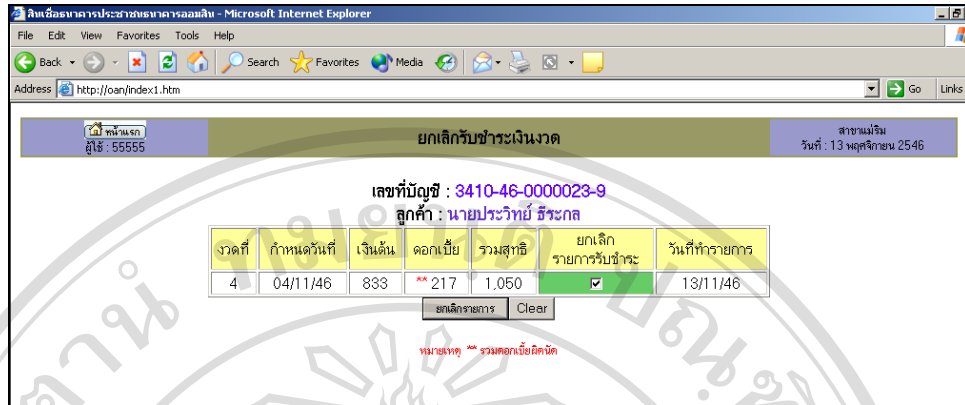 สินเชื่อธนาคารประชาชนธนาคารออมสิน - Microsoft Internet Explorer
File Edit View Favorites Tools Help
Back Search Favorites Media
Address http://oan/index1.htm Go Links
หน้าแรก
ผู้ใช้ : 55555
ยกเลิกรับชำระเงินงวด
สาขาแม่ริม
วันที่ : 13 พฤศจิกายน 2546
เลขที่บัญชี : 3410-46-0000023-9
ลูกค้า : นายประวิทย์ ธีระกล
งวดที่ กำหนดวันที่ เงินต้น ดอกเบี้ย รวมสุทธิ ยกเลิก รายการรับชำระ วันที่ทำรายการ
4 04/11/46 833 ** 217 1,050 13/11/46
ยกเลิกรายการ Clear
หมายเหตุ ** รวมดอกเบี้ยผิดนัด